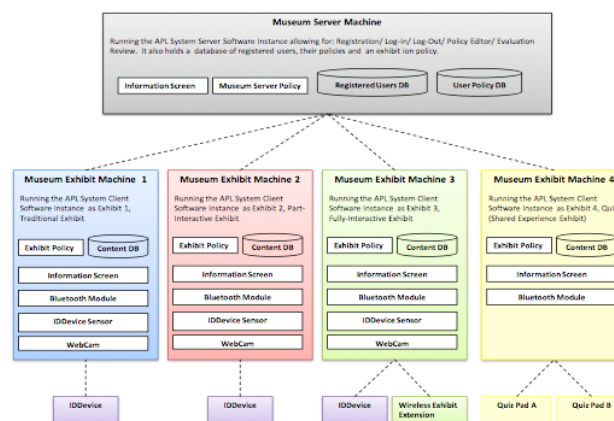 Museum Server Machine
Running the APL System Server Software Instance allowing for: Registration/ Log-In/ Log-Out/ Policy Editor/ Evaluation
Review. It also holds a database of registered users, their policies and an exhibit ion policy.
Information Screen
Museum Server Policy
Registered Users DB
User Policy DB
Museum Exhibit Machine 1
Running the APL System Client
Software Instance as Exhibit 1,
Traditional Exhibit
Exhibit Policy
Content DB
Information Screen
Bluetooth Module
IDDevice Sensor
WebCam
IDDevice
Museum Exhibit Machine 2
Running the APL System Client
Software Instance as Exhibit 2, Part-
Interactive Exhibit
Exhibit Policy
Content DB
Information Screen
Bluetooth Module
IDDevice Sensor
WebCam
IDDevice
Museum Exhibit Machine 3
Running the APL System Client
Software Instance as Exhibit 3,
Fully-Interactive Exhibit
Exhibit Policy
Content DB
Information Screen
Bluetooth Module
IDDevice Sensor
WebCam
IDDevice
Wireless Exhibit
Extension
Museum Exhibit Machine 4
Running the APL System Client
Software Instance as Exhibit 4, Quiz
(Shared Experience Exhibit)
Exhibit Policy
Content DB
Information Screen
Bluetooth Module
Quiz Pad A
Quiz Pad B